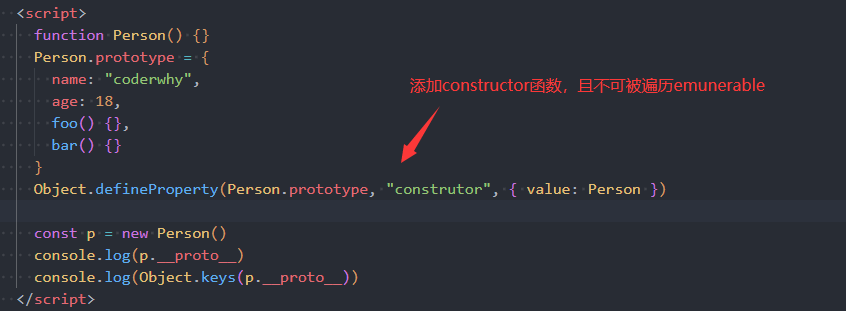 <script>
function Person() {}
Person.prototype = {
name: "coderwhy",
添加constructor函数，且不可被遍历emunerable
age: 18,
foo() {},
bar() {}
}
Object.defineProperty(Person.prototype, "construtor", { value: Person })
const p = new Person()
console.log(p.__proto__)
console.log(Object.keys(p.__proto__))
</script>